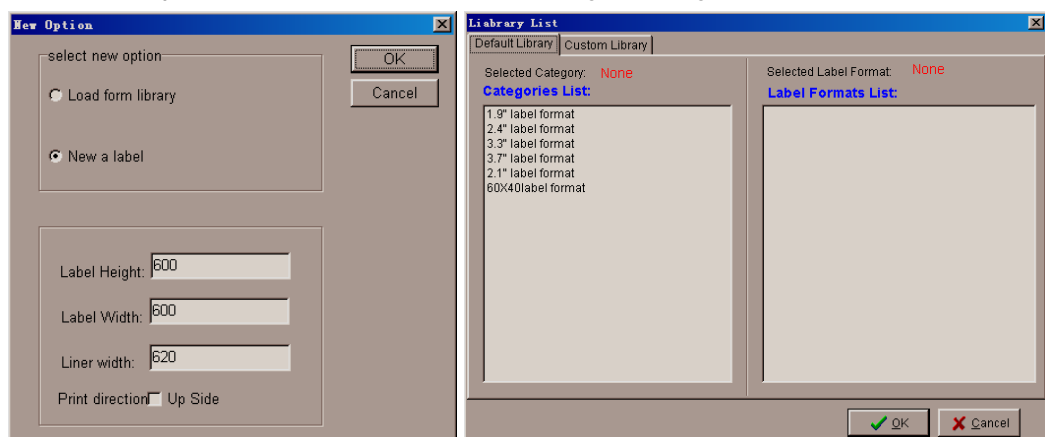 New Option
select new option
OK
Load form library
Cancel
New a label
Label Height: 600
Label Width: 600
Liner width: 620
Print direction Up Side
Liabrary List
Default Library Custom Library
Selected Category: None
Categories List:
1.9" label format
2.4" label format
3.3" label format
3.7" label format
2.1" label format
60X40label format
Selected Label Format: None
Label Formats List:
OK Cancel